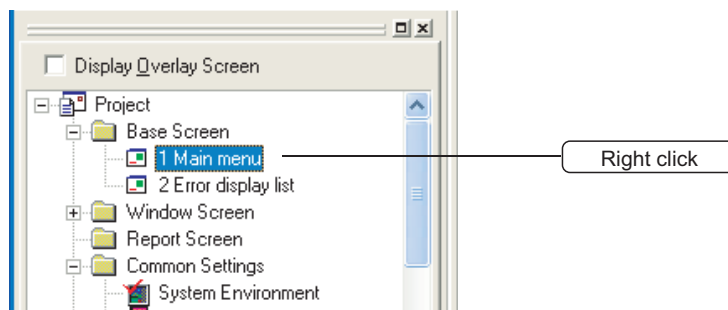 Display Overlay Screen
Project
Base Screen
1 Main menu
Right click
2 Error display list
Window Screen
Report Screen
Common Settings
System Environment